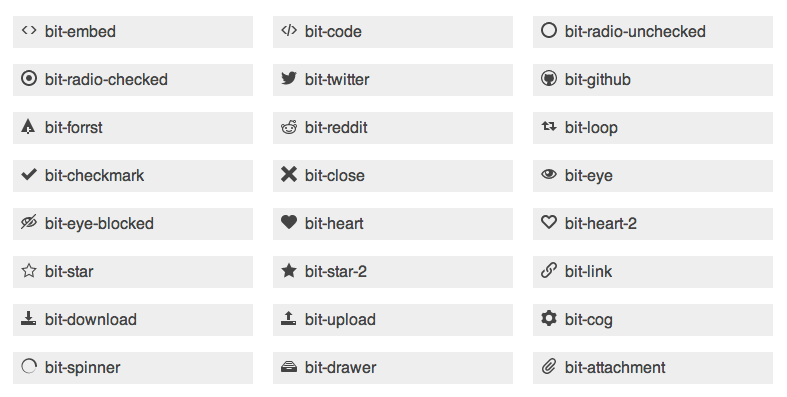 bit-embed
bit-code
bit-radio-unchecked
bit-radio-checked
bit-twitter
bit-github
bit-forrst
bit-reddit
bit-loop
bit-checkmark
bit-close
bit-eye
bit-eye-blocked
bit-heart
bit-heart-2
bit-star
bit-star-2
bit-link
bit-download
bit-upload
bit-cog
bit-spinner
bit-drawer
bit-attachment